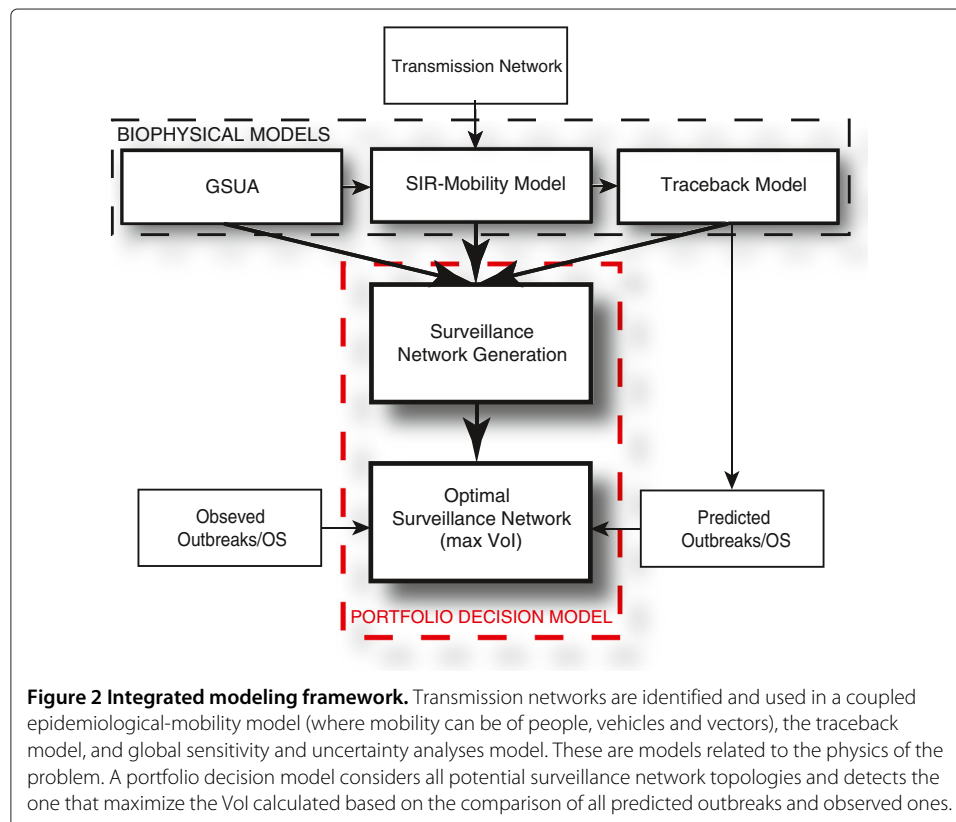 Transmission Network
BIOPHYSICAL MODELS
GSUA
SIR-Mobility Model
Traceback Model
Surveillance
Network Generation
Optimal
Surveillance Network
(max VoI)
Obseved
Outbreaks/OS
Predicted
Outbreaks/OS
PORTFOLIO DECISION MODEL
Figure 2 Integrated modeling framework. Transmission networks are identified and used in a coupled
epidemiological-mobility model (where mobility can be of people, vehicles and vectors), the traceback
model, and global sensitivity and uncertainty analyses model. These are models related to the physics of the
problem. A portfolio decision model considers all potential surveillance network topologies and detects the
one that maximize the VoI calculated based on the comparison of all predicted outbreaks and observed ones.